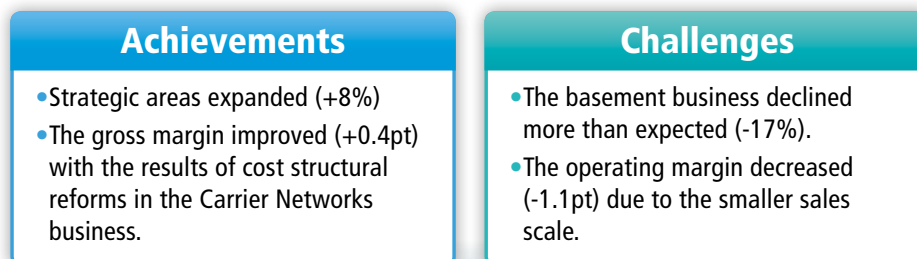 Achievements
•Strategic areas expanded (+8%)
•The gross margin improved (+0.4pt)
with the results of cost structural
reforms in the Carrier Networks
business.
Challenges
•The basement business declined
more than expected (-17%).
•The operating margin decreased
(-1.1pt) due to the smaller sales
scale.